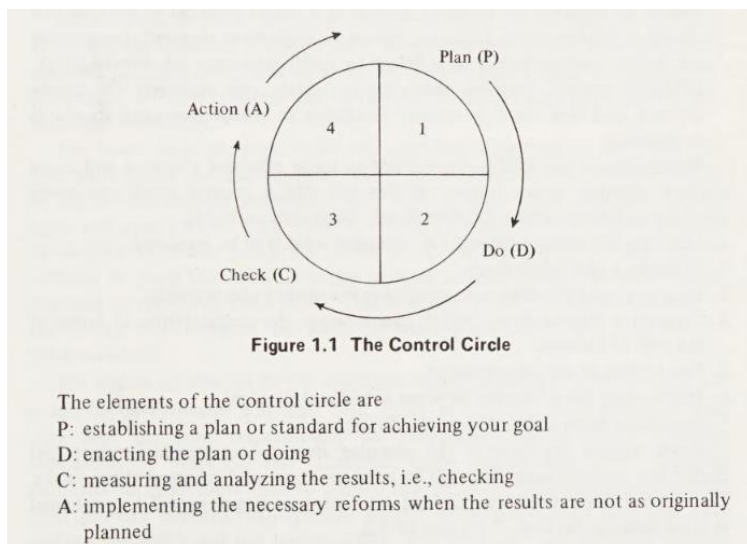 Plan (P)
Action (A)
4 1
3 2
Do (D)
Check (C)
Figure 1.1 The Control Circle
The elements of the control circle are
P: establishing a plan or standard for achieving your goal
D: enacting the plan or doing
C: measuring and analyzing the results, i.e., checking
A: implementing the necessary reforms when the results are not as originally
planned